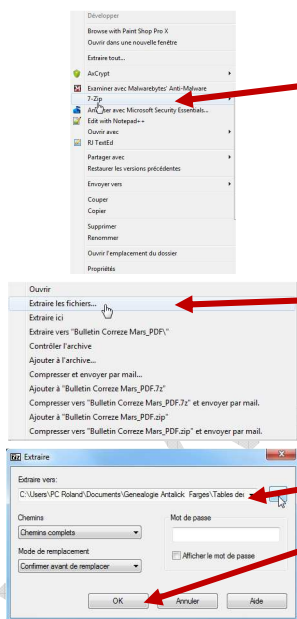 Développer
Browse with Paint Shop Pro X
Ouvrir dans une nouvelle fenêtre
Extraire tout...
AxCrypt
Examiner avec Malwarebytes' Anti-Malware
7-Zip
Analyser avec Microsoft Security Essentials...
Edit with Notepad++
Ouvrir avec
RJ TextEd
Partager avec
Restaurer les versions précédentes
Envoyer vers
Couper
Copier
Supprimer
Renommer
Ouvrir l'emplacement du dossier
Propriétés
Ouvrir
Extraire les fichiers...
Extraire ici
Extraire vers "Bulletin Correze Mars_PDF\"
Contrôler l'archive
Ajouter à l'archive...
Compresser et envoyer par mail...
Ajouter à "Bulletin Correze Mars_PDF.7z"
Compresser vers "Bulletin Correze Mars_PDF.7z" et envoyer par mail.
Ajouter à "Bulletin Correze Mars_PDF.zip"
Compresser vers "Bulletin Correze Mars_PDF.zip" et envoyer par mail.
7z Extraire
Extraire vers:
C:\Users\PC Roland\Documents\Genealogie Antalick Farges\Tables de
Chemins
Mot de passe
Chemins complets
Mode de remplacement
Afficher le mot de passe
Confirmer avant de remplacer
OK
Annuler
Aide